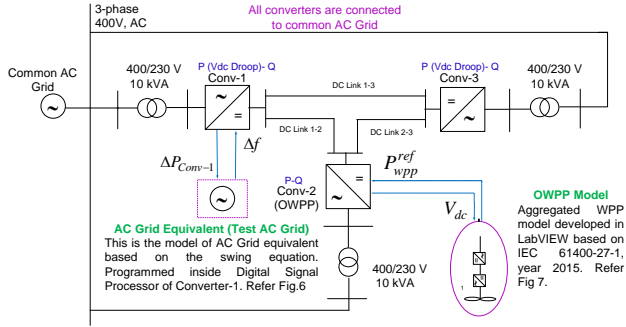 3-phase
400V, AC
All converters are connected
to common AC Grid
Common AC
Grid
400/230 V
10 kVA
P (Vdc Droop)- Q
Conv-1
~
=
DC Link 1-3
DC Link 1-2
DC Link 2-3
P (Vdc Droop)- Q
Conv-3
=
~
400/230 V
10 kVA
~
ΔP_Conv−1
Δf
~
P-Q
Conv-2
(OWPP)
=
~
P_wpp^ref
V_dc
AC Grid Equivalent (Test AC Grid)
This is the model of AC Grid equivalent
based on the swing equation.
Programmed inside Digital Signal
Processor of Converter-1. Refer Fig.6
400/230 V
10 kVA
1
OWPP Model
Aggregated WPP
model developed in
LabVIEW based on
IEC 61400-27-1,
year 2015. Refer
Fig 7.